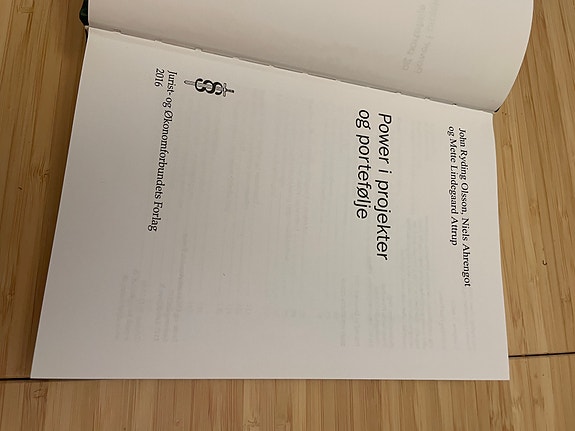 John Ryding Olsson, Niels Ahrengot
og Mette Lindegaard Attrup
Power i projekter
og portefølje
Jurist- og Økonomforbundets Forlag
2016